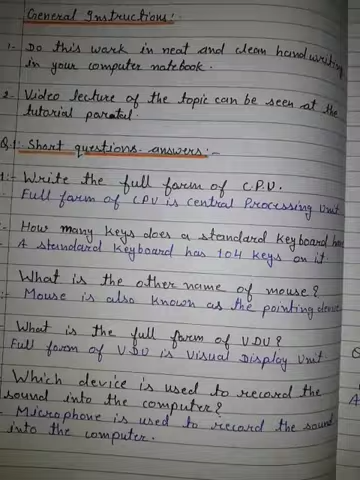 General Instructions:-
1:- Do this work in neat and clean handwriting
in your computer notebook.
2- Video lecture of the topic can be seen at the
tutorial
Q.1:- Short questions answers:-
1:- Write the full form of C.P.U.
Full form of CPU is Central Processing Unit
How many keys does a standard keyboard
A standard keyboard has 104 keys on it.
What is the other name of mouse?
:- Mouse is also known as the pointing device
What is the full form of VDU?
Full form of VDU is Visual Display Unit.
Which device is used to record the
sound into the computer?
Microphone is used to record the sound
into the computer.